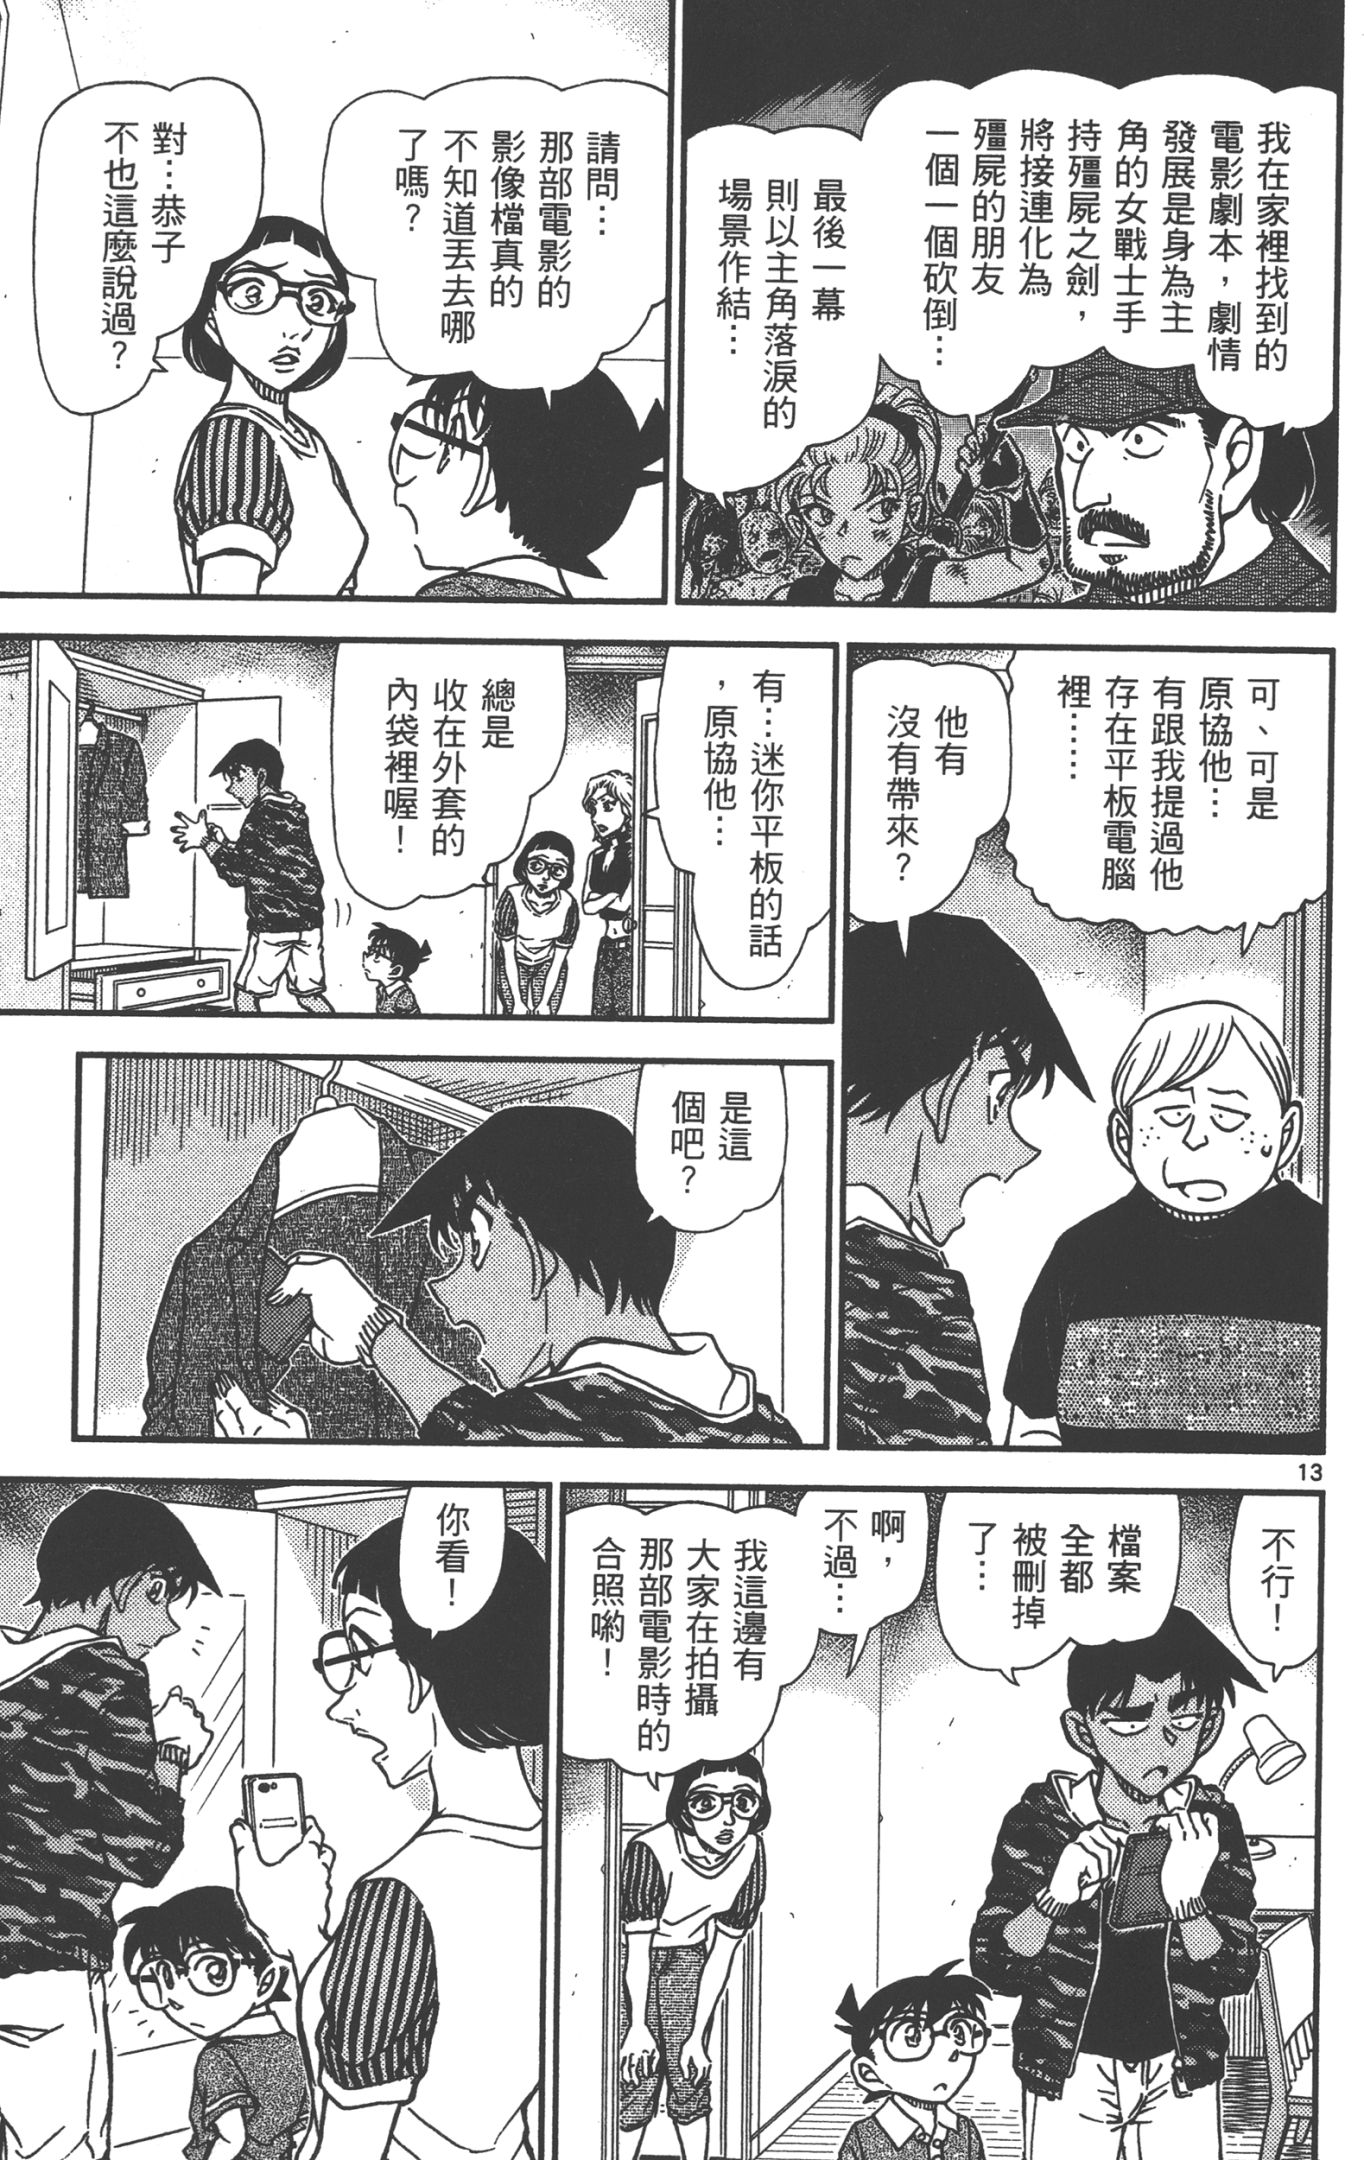 我在家裡找到的
電影劇本，劇情
發展是身為主
角的女戰士手
持殭屍之劍，
將接連化為
殭屍的朋友
一個一個砍倒…
最後一幕
則以主角落淚的
場景作結…
請問…
那部電影的
影像檔真的
不知道丟去哪
了嗎？
對…恭子
不也這麼說過？
可、可是
原協他…
有跟我提過他
存在平板電腦
裡……
他有
沒有帶來？
有…迷你平板的話
，原協他…
總是
收在外套的
內袋裡喔！
是這
個吧？
13
不行！
檔案
全都
被刪掉
了…
啊，
不過…
我這邊有
大家在拍攝
那部電影時的
合照喲！
你看！